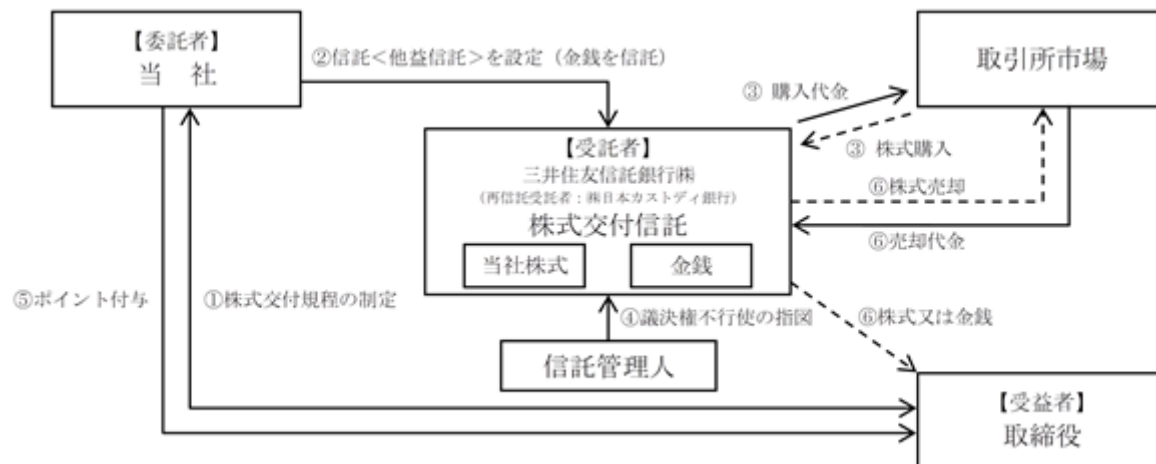 【委託者】
当　社
②信託＜他益信託＞を設定（金銭を信託）
取引所市場
③ 購入代金
③ 株式購入
【受託者】
三井住友信託銀行㈱
（再信託受託者：㈱日本カストディ銀行）
株式交付信託
当社株式
金銭
⑥株式売却
⑥売却代金
⑤ポイント付与
①株式交付規程の制定
④議決権不行使の指図
⑥株式又は金銭
信託管理人
【受益者】
取締役